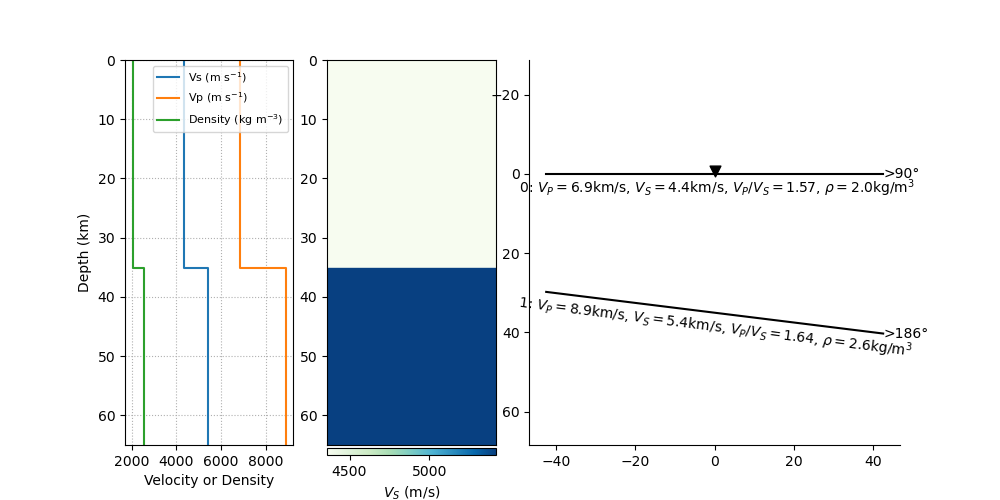 0
10
20
30
40
50
60
Depth (km)
Vs (m s⁻¹)
Vp (m s⁻¹)
Density (kg m⁻³)
2000 4000 6000 8000
Velocity or Density
0
10
20
30
40
50
60
4500 5000
V_S (m/s)
−20
0
20
40
60
>90°
0: V_P = 6.9km/s, V_S = 4.4km/s, V_P/V_S = 1.57, ρ = 2.0kg/m³
>186°
1: V_P = 8.9km/s, V_S = 5.4km/s, V_P/V_S = 1.64, ρ = 2.6kg/m³
−40 −20 0 20 40